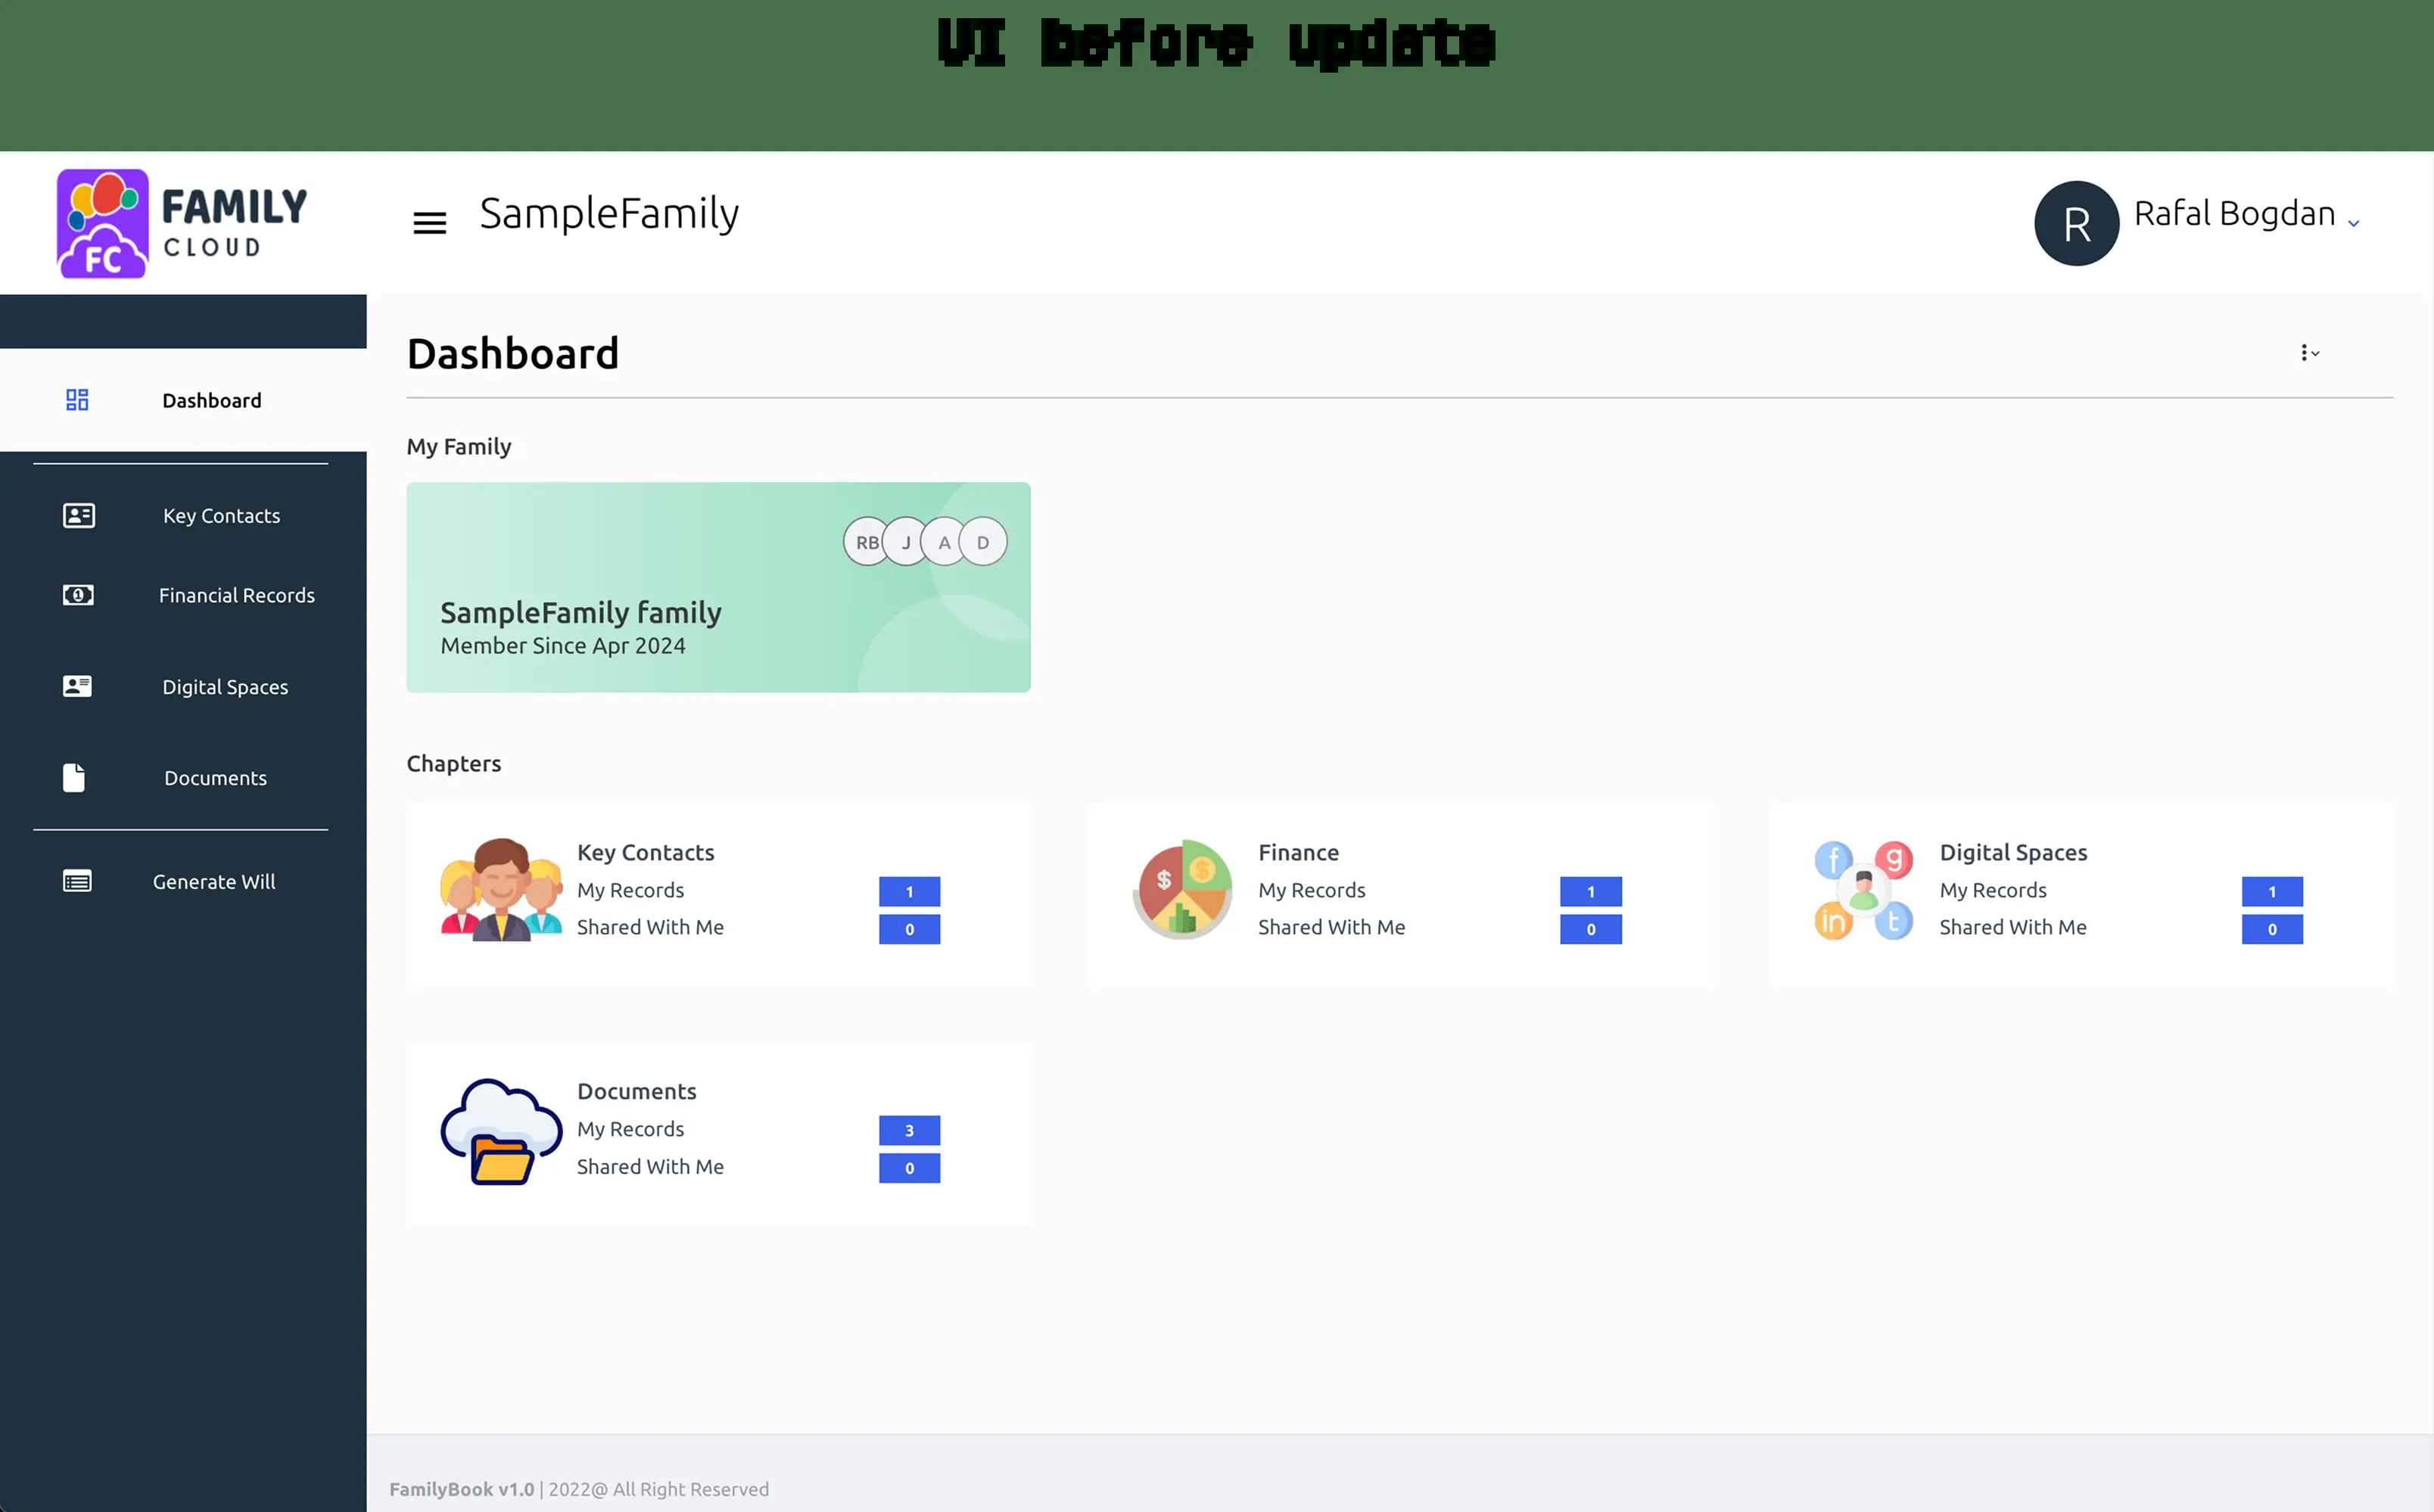 UI before update
FAMILY
CLOUD
FC
SampleFamily
R
Rafal Bogdan
Dashboard
Dashboard
Key Contacts
Financial Records
Digital Spaces
Documents
Generate Will
My Family
RB J A D
SampleFamily family
Member Since Apr 2024
Chapters
Key Contacts
My Records 1
Shared With Me 0
$ $
Finance
My Records 1
Shared With Me 0
f g
in t
Digital Spaces
My Records 1
Shared With Me 0
Documents
My Records 3
Shared With Me 0
FamilyBook v1.0 | 2022@ All Right Reserved